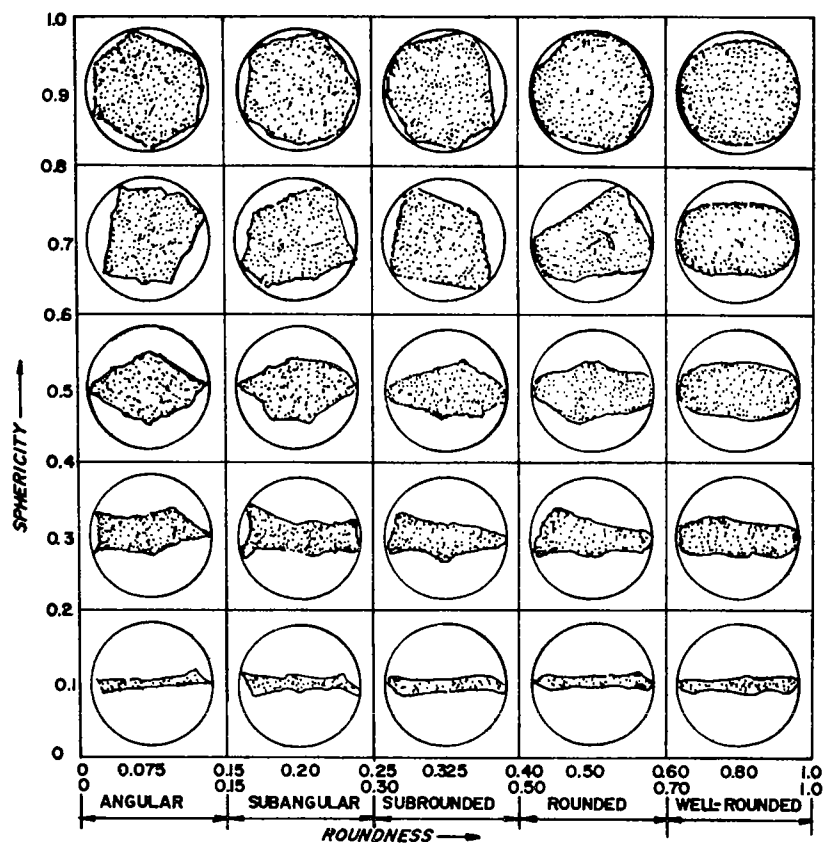 1.0
0.9
0.8
0.7
0.6
0.5
0.4
0.3
0.2
0.1
0
SPHERICITY
0 0.075 0.15 0.20 0.25 0.325 0.40 0.50 0.60 0.80 1.0
0 0.30 0.50 0.70 1.0
ANGULAR SUBANGULAR SUBROUNDED ROUNDED WELL-ROUNDED
ROUNDNESS